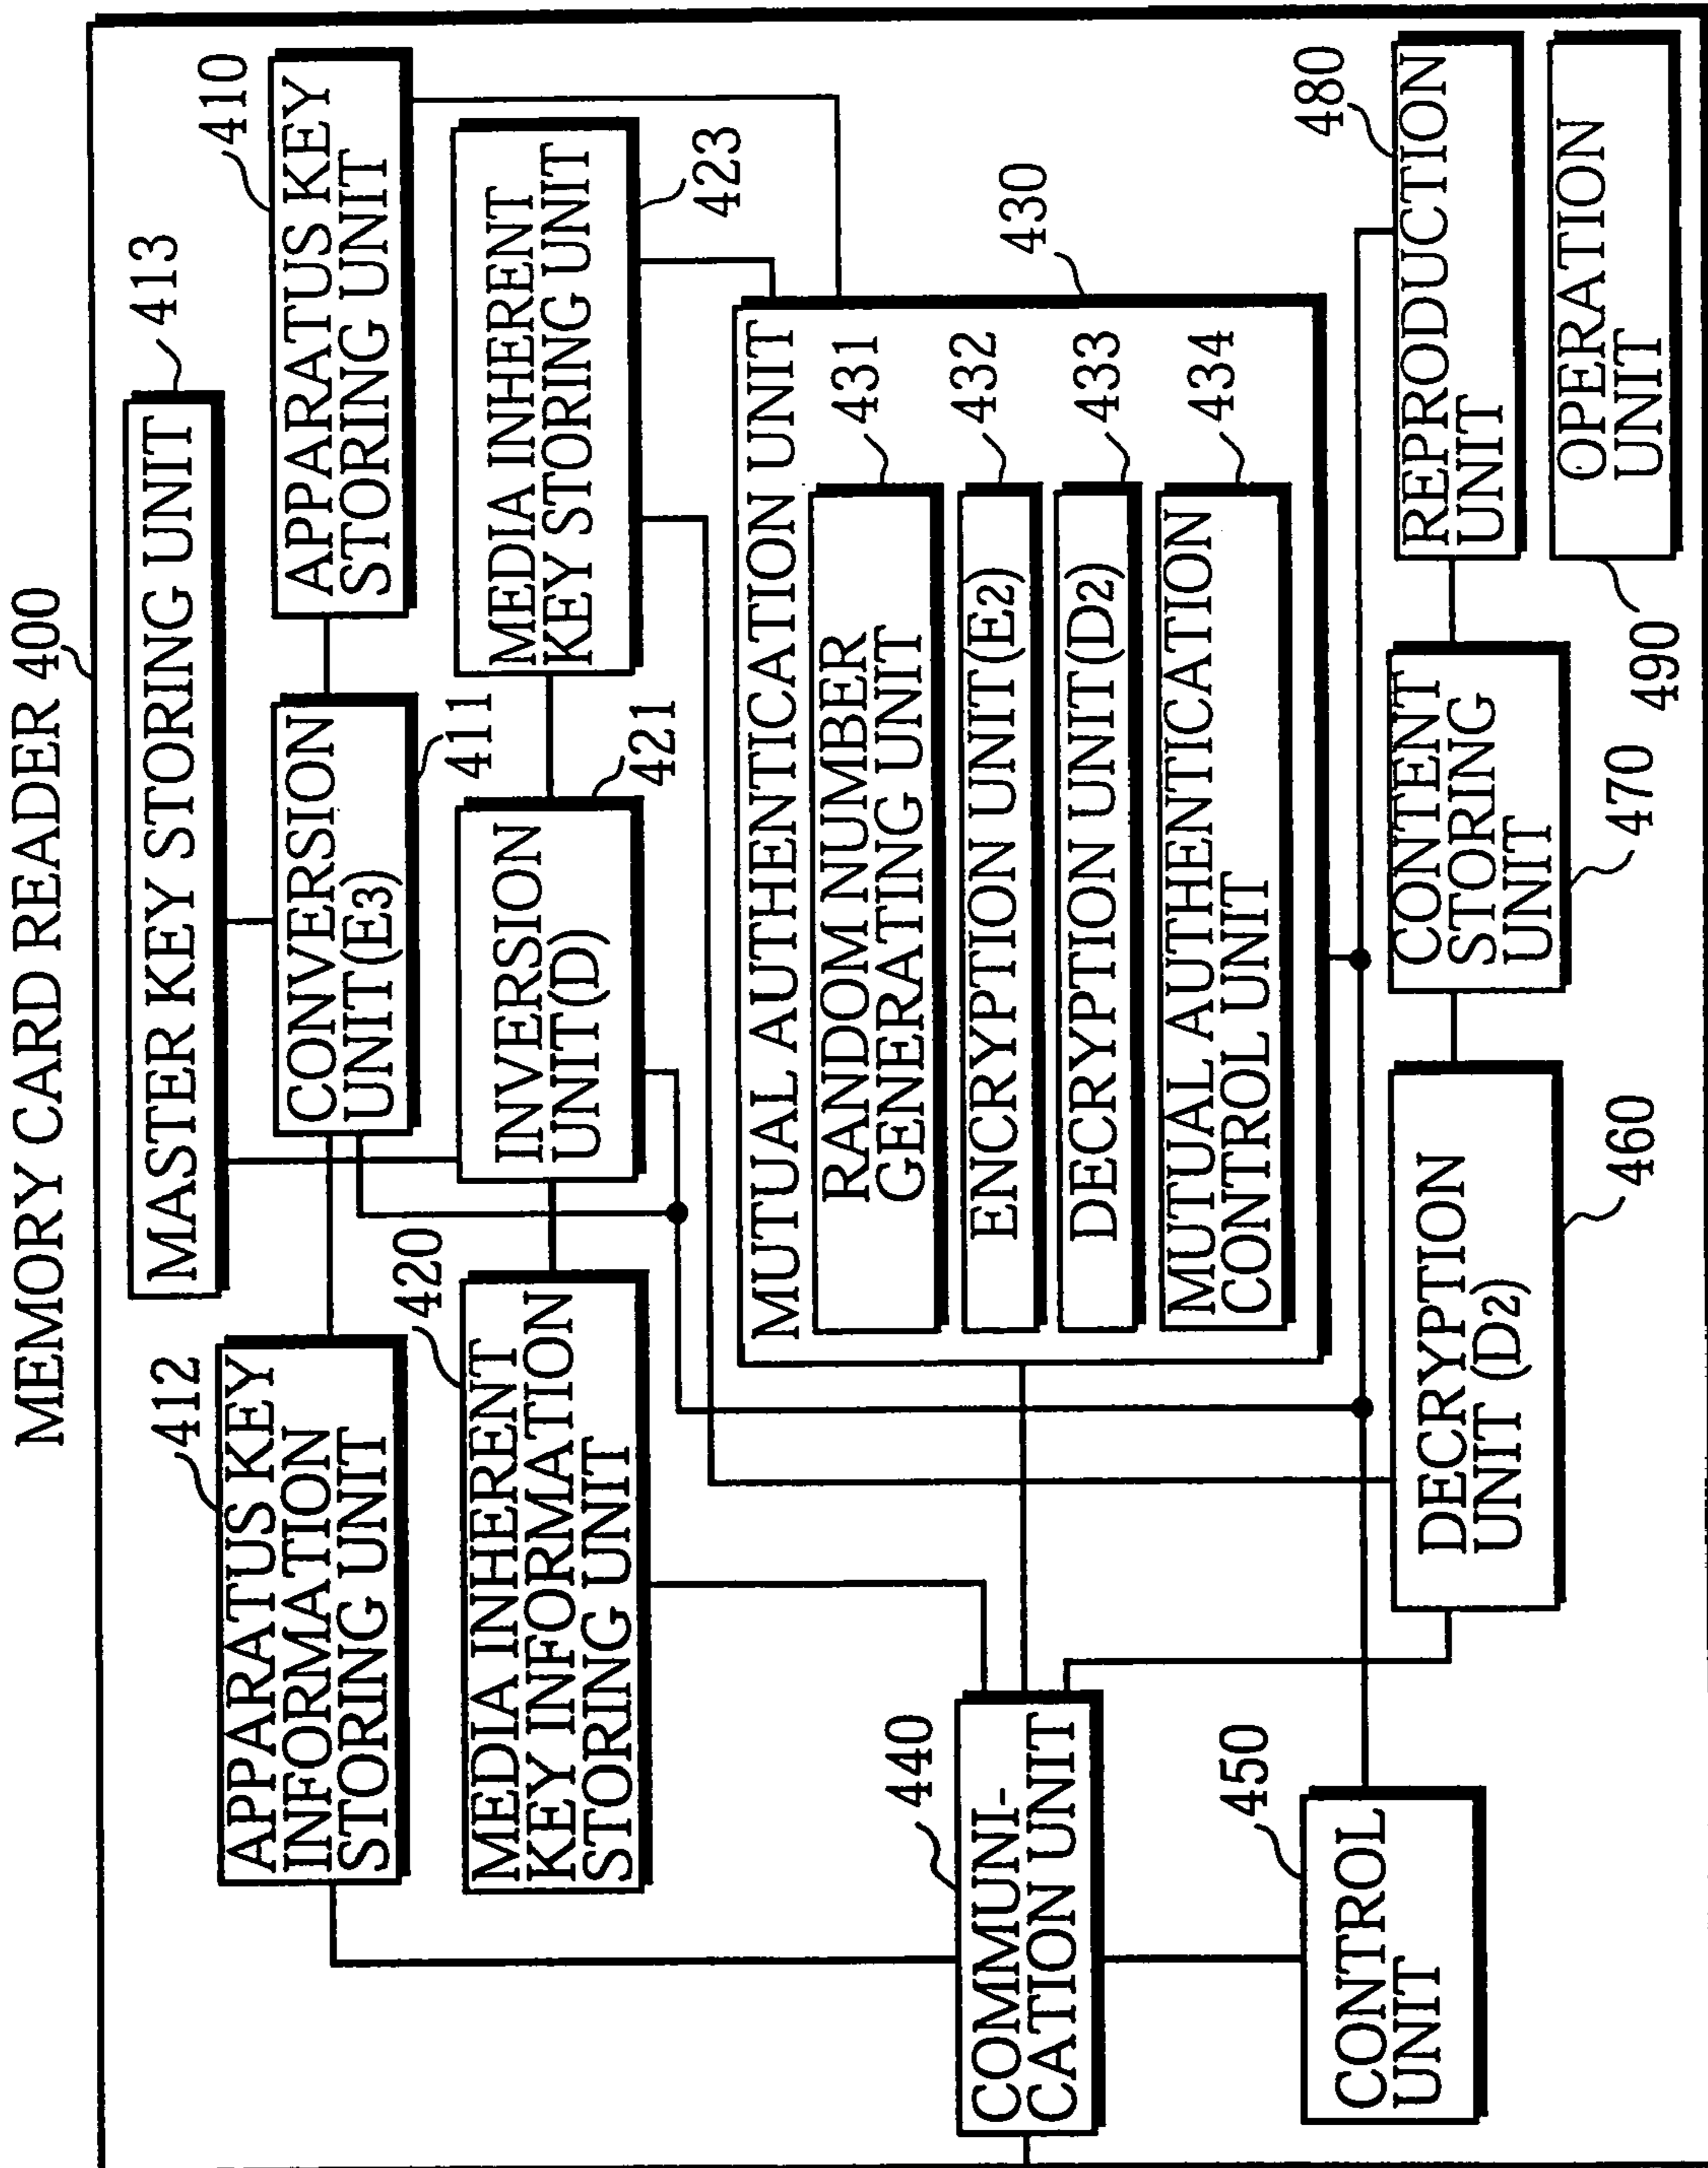 MEMORY CARD READER 400
MASTER KEY STORING UNIT
413
412
APPARATUS KEY
INFORMATION
STORING UNIT
CONVERSION
UNIT(E3)
411
APPARATUS KEY
STORING UNIT
410
420
MEDIA INHERENT
KEY INFORMATION
STORING UNIT
INVERSION
UNIT(D)
421
MEDIA INHERENT
KEY STORING UNIT
423
MUTUAL AUTHENTICATION UNIT
430
RANDOM NUMBER
GENERATING UNIT
431
ENCRYPTION UNIT(E2)
432
DECRYPTION UNIT(D2)
433
MUTUAL AUTHENTICATION
CONTROL UNIT
434
440
COMMUNI-
CATION UNIT
450
CONTROL
UNIT
DECRYPTION
UNIT (D2)
460
CONTENT
STORING
UNIT
470
REPRODUCTION
UNIT
480
OPERATION
UNIT
490